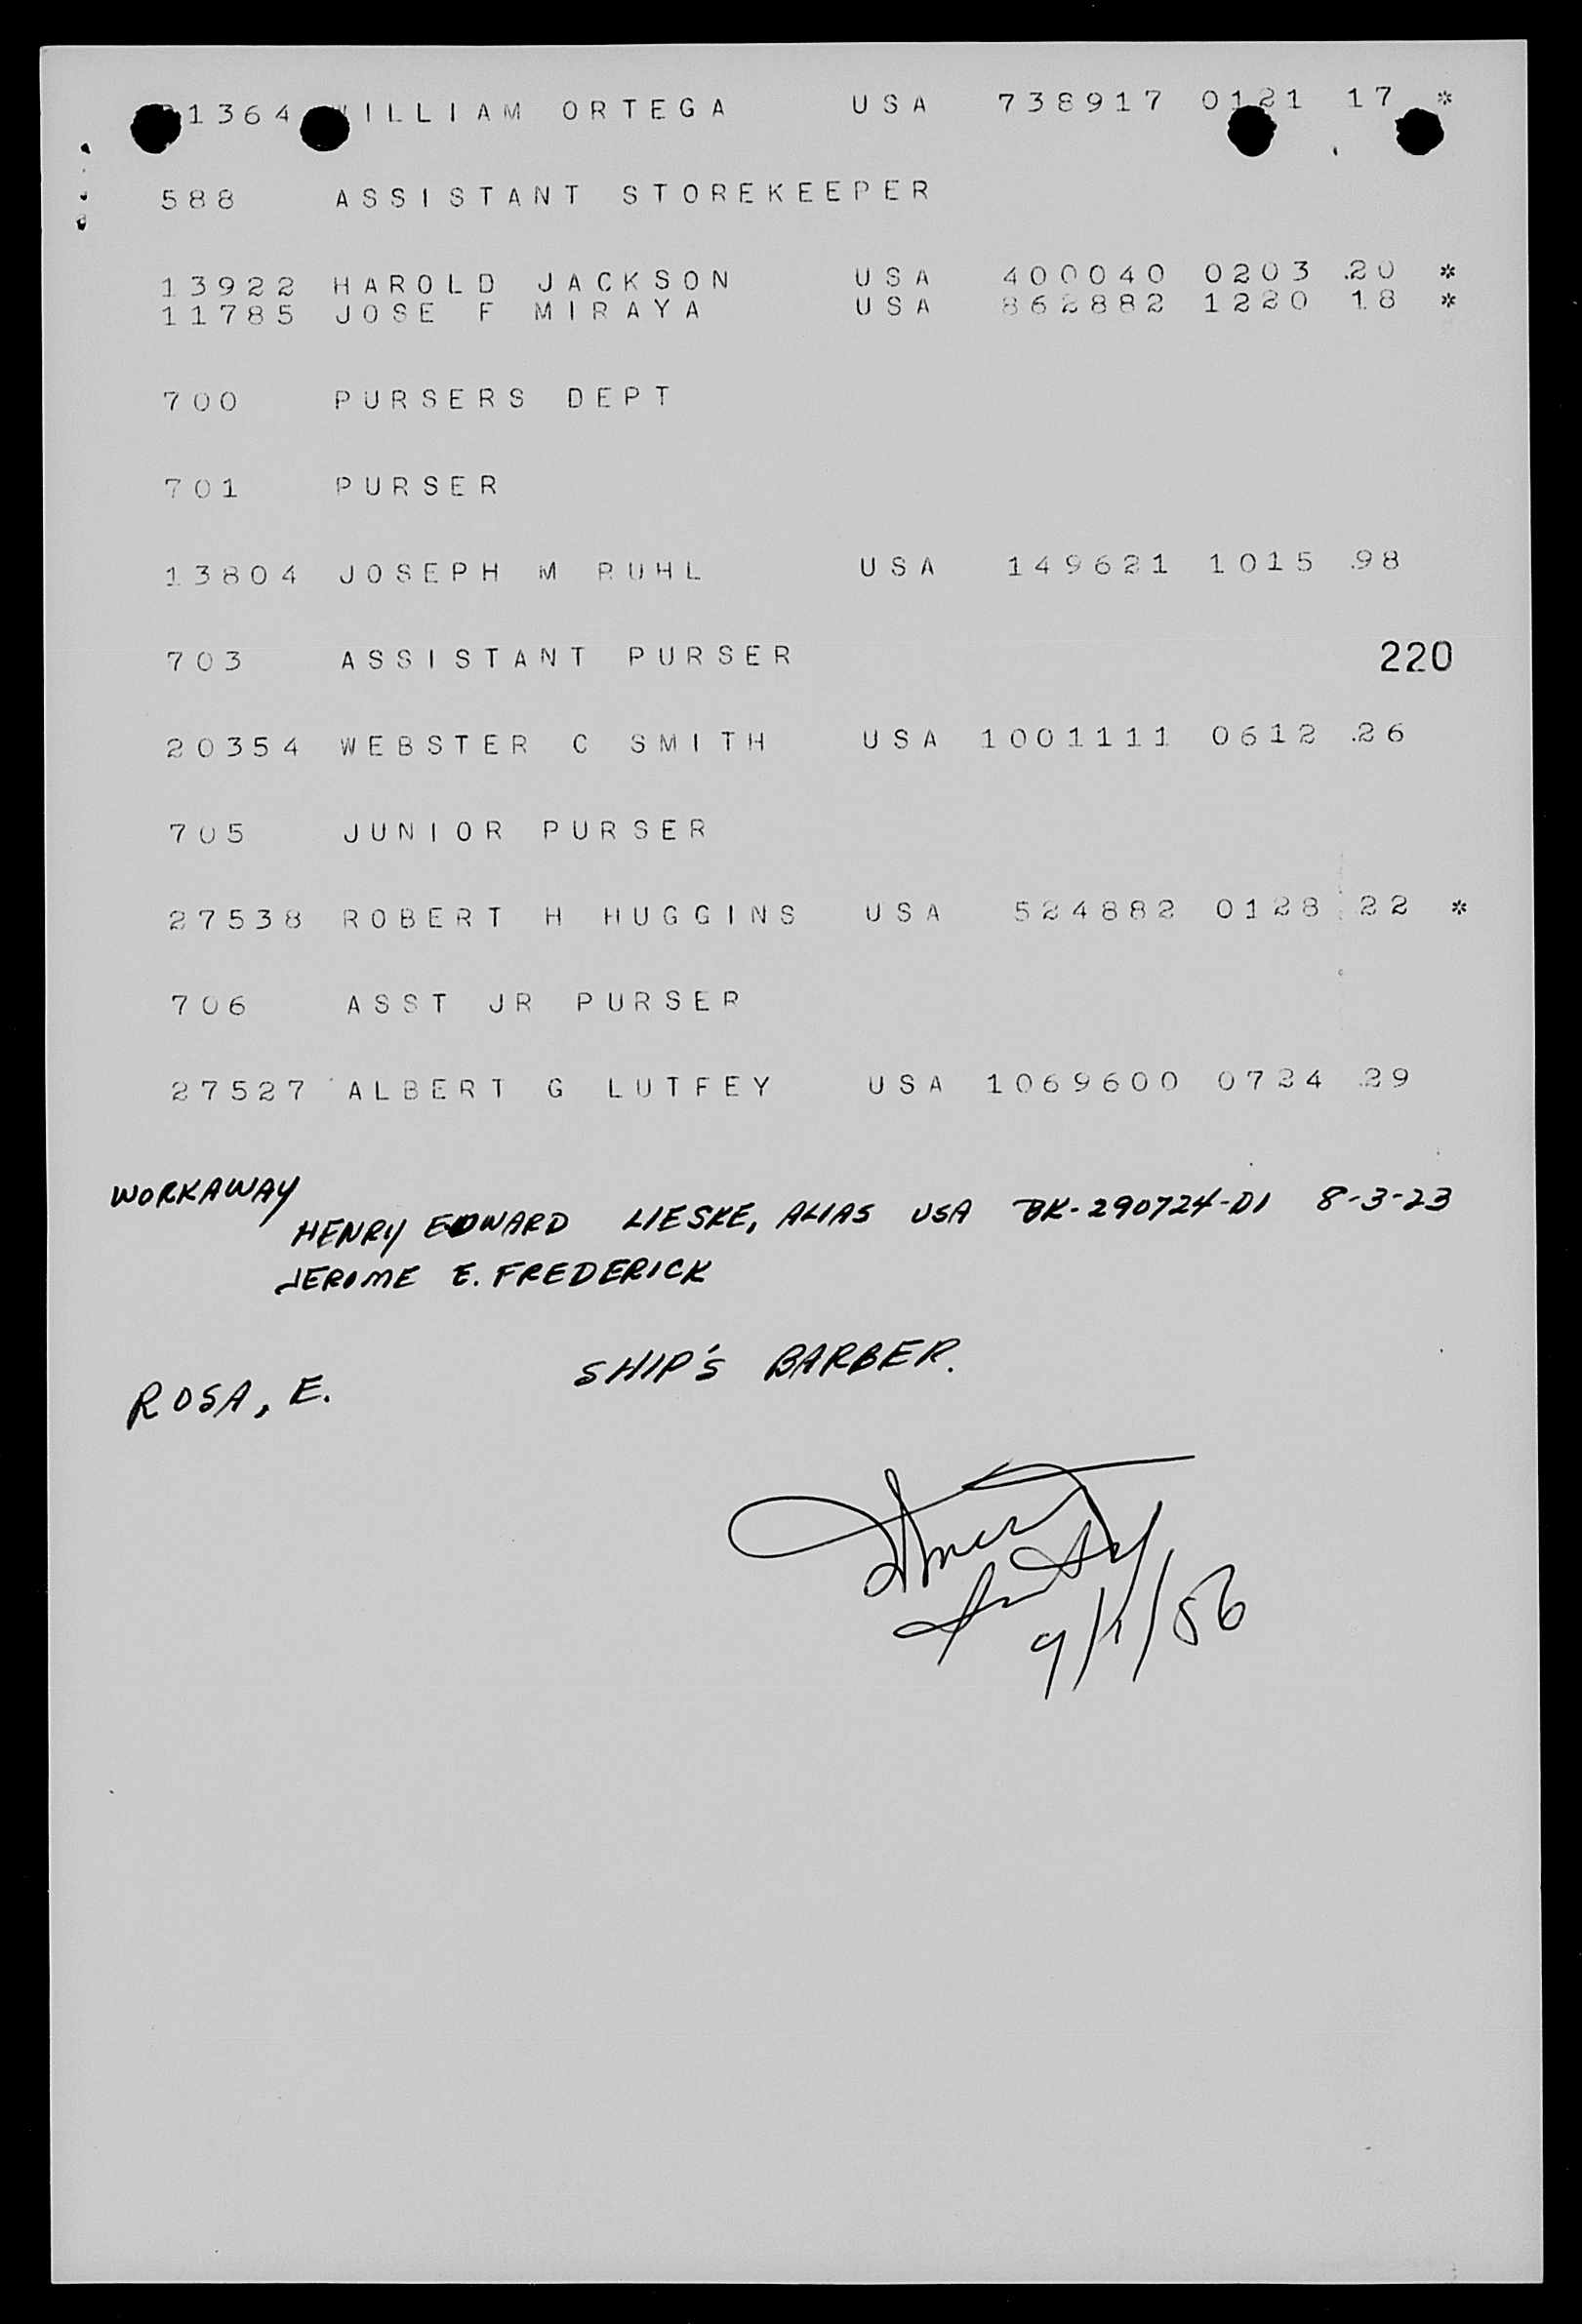 1364 WILLIAM ORTEGA USA 738917 0121 17 *
588 ASSISTANT STOREKEEPER
13922 HAROLD JACKSON USA 400040 0203 20 *
11785 JOSE F MIRAYA USA 862882 1220 18 *
700 PURSERS DEPT
701 PURSER
13804 JOSEPH M RUHL USA 149621 1015 98
703 ASSISTANT PURSER 220
20354 WEBSTER C SMITH USA 1001111 0612 26
705 JUNIOR PURSER
27538 ROBERT H HUGGINS USA 524882 0128 22 *
706 ASST JR PURSER
27527 ALBERT G LUTFEY USA 1069600 0724 29
WORKAWAY
HENRY EDWARD LIESKE, ALIAS USA BK-290724-D1 8-3-23
JEROME E. FREDERICK
ROSA, E. SHIP'S BARBER.
9/1/56